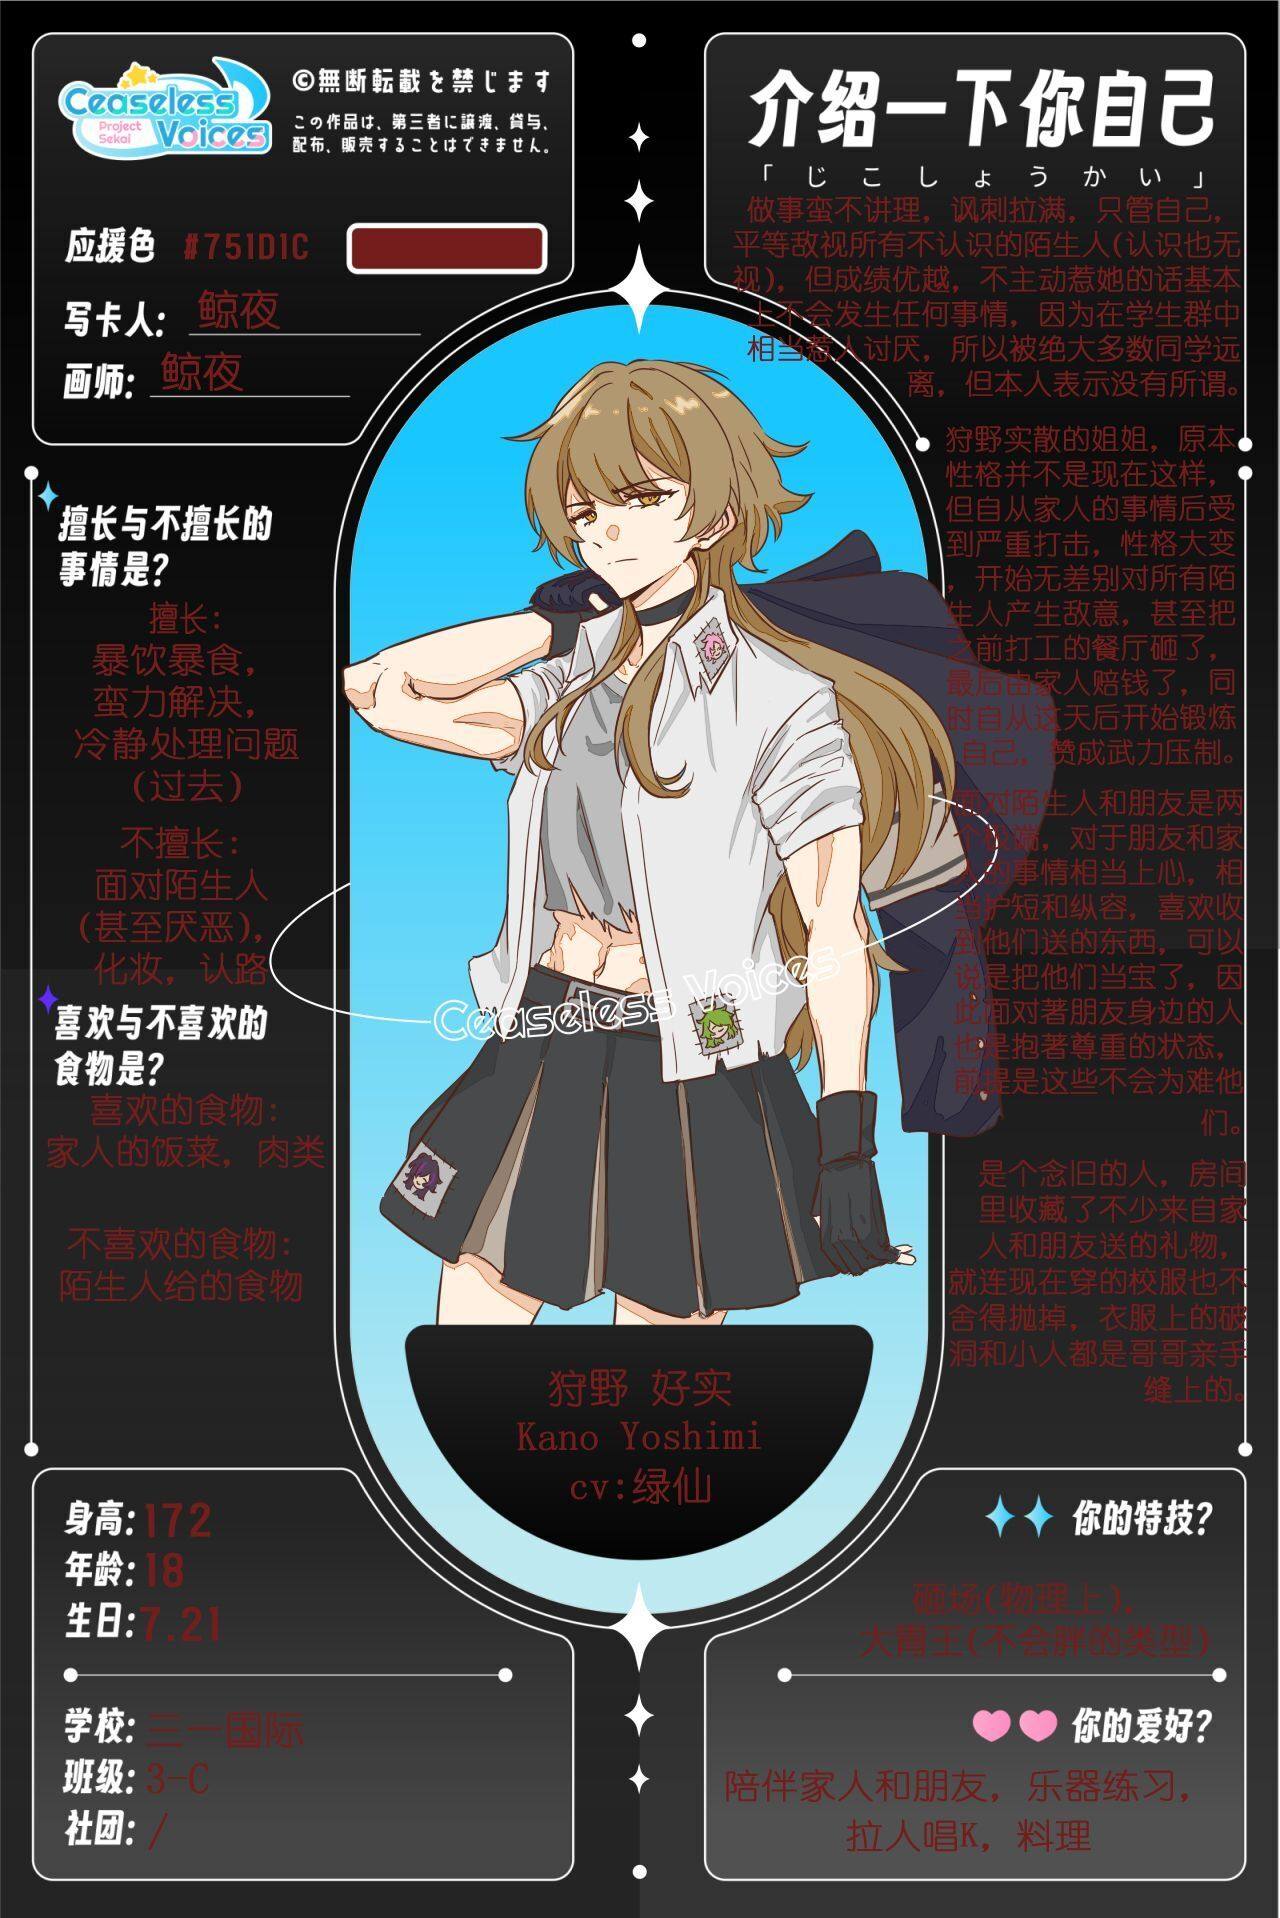 Ceaseless
Project
Sekai
Voices
©無断転載を禁じます
この作品は、第三者に譲渡、貸与、
配布、販売することはできません。
应援色 #751D1C
写卡人: 鲸夜
画师: 鲸夜
介绍一下你自己
「じこしょうかい」
做事蛮不讲理，讽刺拉满，只管自己，
平等敌视所有不认识的陌生人(认识也无
视)，但成绩优越，不主动惹她的话基本
上不会发生任何事情，因为在学生群中
相当惹人讨厌，所以被绝大多数同学远
离，但本人表示没有所谓。
狩野实散的姐姐，原本
性格并不是现在这样，
但自从家人的事情后受
到严重打击，性格大变
，开始无差别对所有陌
生人产生敌意，甚至把
之前打工的餐厅砸了，
最后由家人赔钱了，同
时自从这天后开始锻炼
自己，赞成武力压制。
面对陌生人和朋友是两
个极端，对于朋友和家
人的事情相当上心，相
当护短和纵容，喜欢收
到他们送的东西，可以
说是把他们当宝了，因
此面对著朋友身边的人
也是抱著尊重的状态，
前提是这些不会为难他
们。
是个念旧的人，房间
里收藏了不少来自家
人和朋友送的礼物，
就连现在穿的校服也不
舍得抛掉，衣服上的破
洞和小人都是哥哥亲手
缝上的。
擅长与不擅长的
事情是?
擅长:
暴饮暴食，
蛮力解决，
冷静处理问题
(过去)
不擅长:
面对陌生人
(甚至厌恶)，
化妆，认路
喜欢与不喜欢的
食物是?
喜欢的食物:
家人的饭菜，肉类
不喜欢的食物:
陌生人给的食物
Ceaseless Voices
狩野 好实
Kano Yoshimi
cv:绿仙
身高:172
年龄:18
生日:7.21
学校:三一国际
班级:3-C
社团:/
你的特技?
砸场(物理上)，
大胃王(不会胖的类型)
你的爱好?
陪伴家人和朋友，乐器练习，
拉人唱K，料理